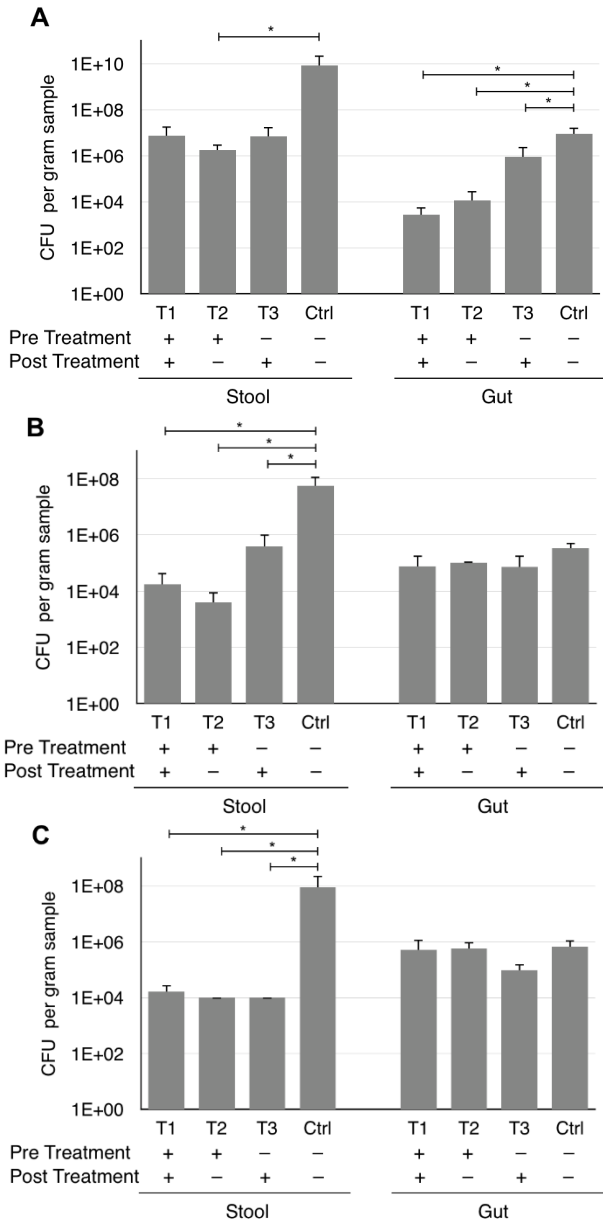 A
*
*
*
*
CFU per gram sample
1E+10
1E+08
1E+06
1E+04
1E+02
1E+00
T1 T2 T3 Ctrl T1 T2 T3 Ctrl
Pre Treatment + + − − + + − −
Post Treatment + − + − + − + −
Stool Gut
B
*
*
*
CFU per gram sample
1E+08
1E+06
1E+04
1E+02
1E+00
T1 T2 T3 Ctrl T1 T2 T3 Ctrl
Pre Treatment + + − − + + − −
Post Treatment + − + − + − + −
Stool Gut
C
*
*
*
CFU per gram sample
1E+08
1E+06
1E+04
1E+02
1E+00
T1 T2 T3 Ctrl T1 T2 T3 Ctrl
Pre Treatment + + − − + + − −
Post Treatment + − + − + − + −
Stool Gut